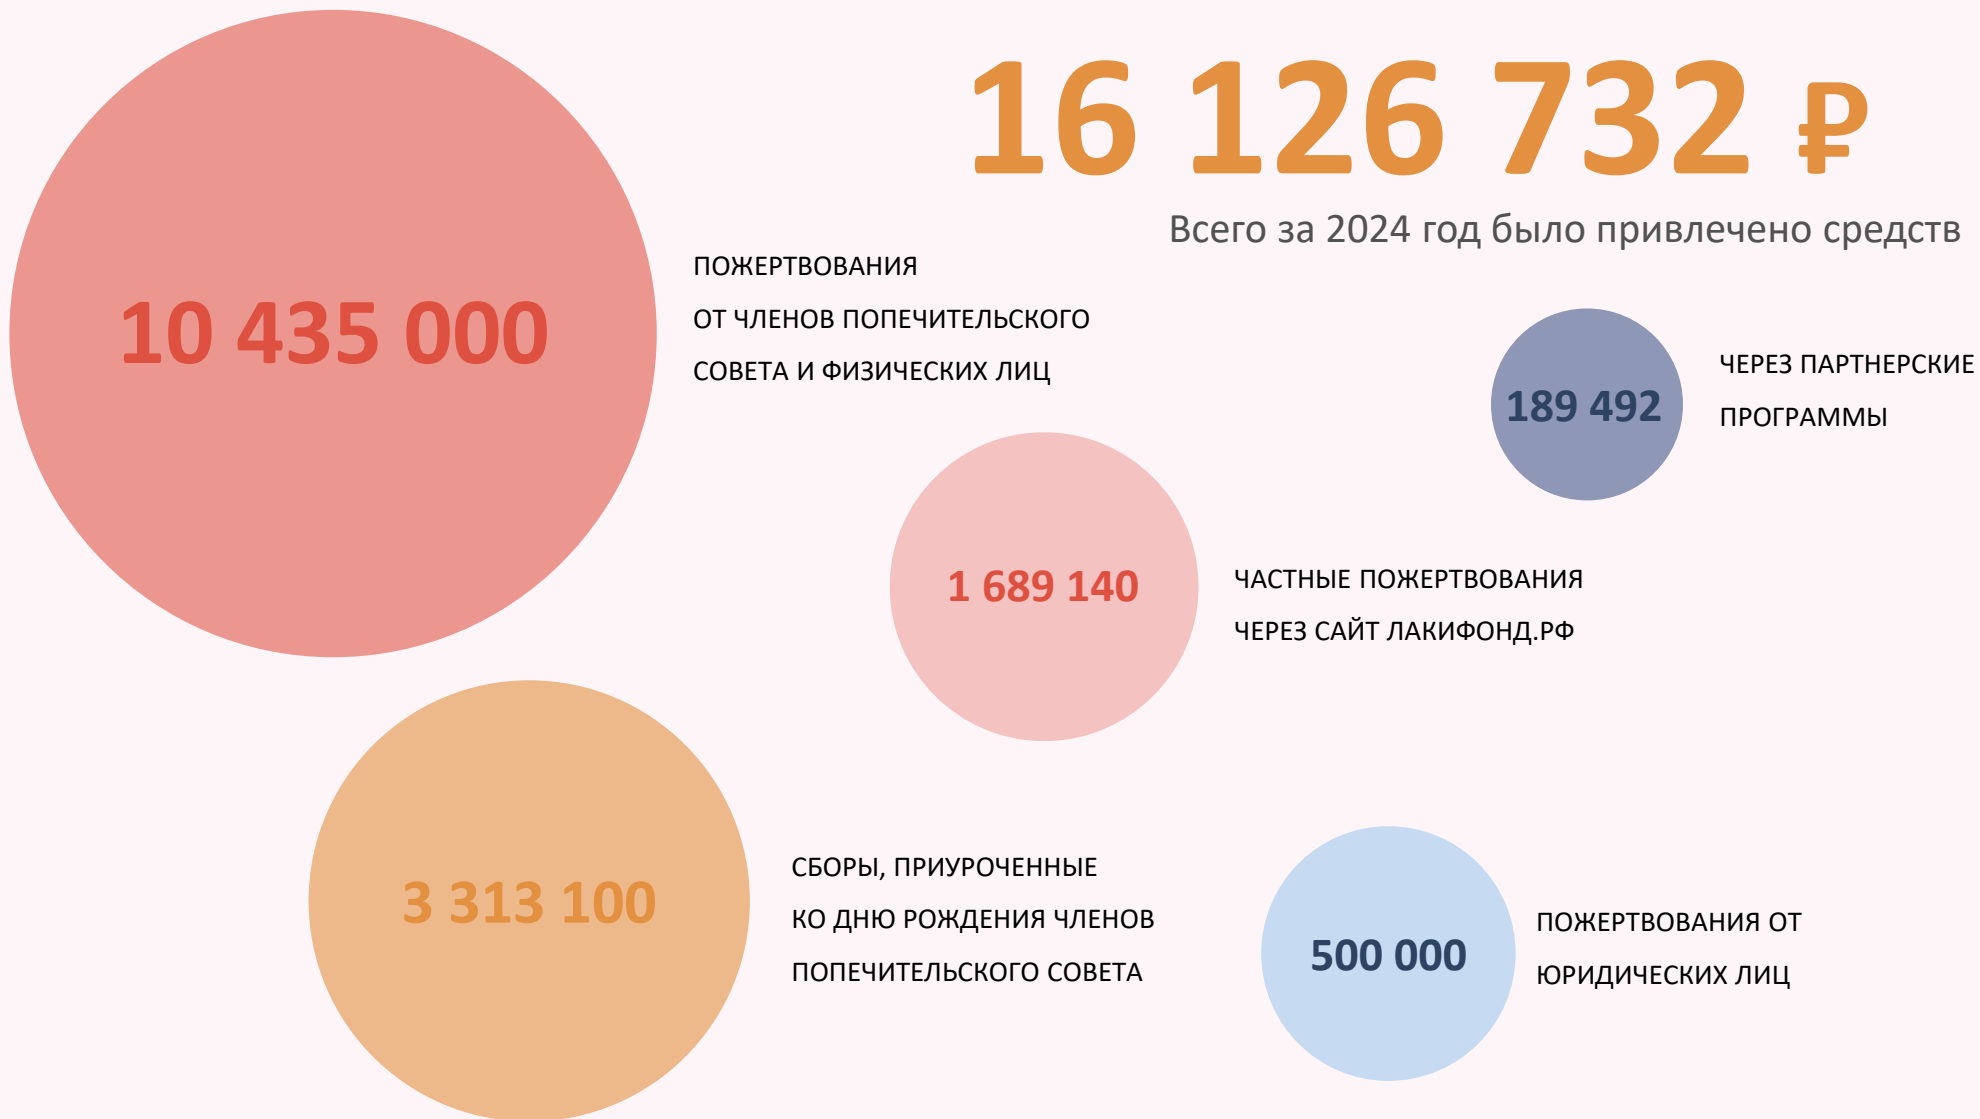 16 126 732 ₽
Всего за 2024 год было привлечено средств
10 435 000
ПОЖЕРТВОВАНИЯ
ОТ ЧЛЕНОВ ПОПЕЧИТЕЛЬСКОГО
СОВЕТА И ФИЗИЧЕСКИХ ЛИЦ
189 492
ЧЕРЕЗ ПАРТНЕРСКИЕ
ПРОГРАММЫ
1 689 140
ЧАСТНЫЕ ПОЖЕРТВОВАНИЯ
ЧЕРЕЗ САЙТ ЛАКИФОНД.РФ
3 313 100
СБОРЫ, ПРИУРОЧЕННЫЕ
КО ДНЮ РОЖДЕНИЯ ЧЛЕНОВ
ПОПЕЧИТЕЛЬСКОГО СОВЕТА
500 000
ПОЖЕРТВОВАНИЯ ОТ
ЮРИДИЧЕСКИХ ЛИЦ